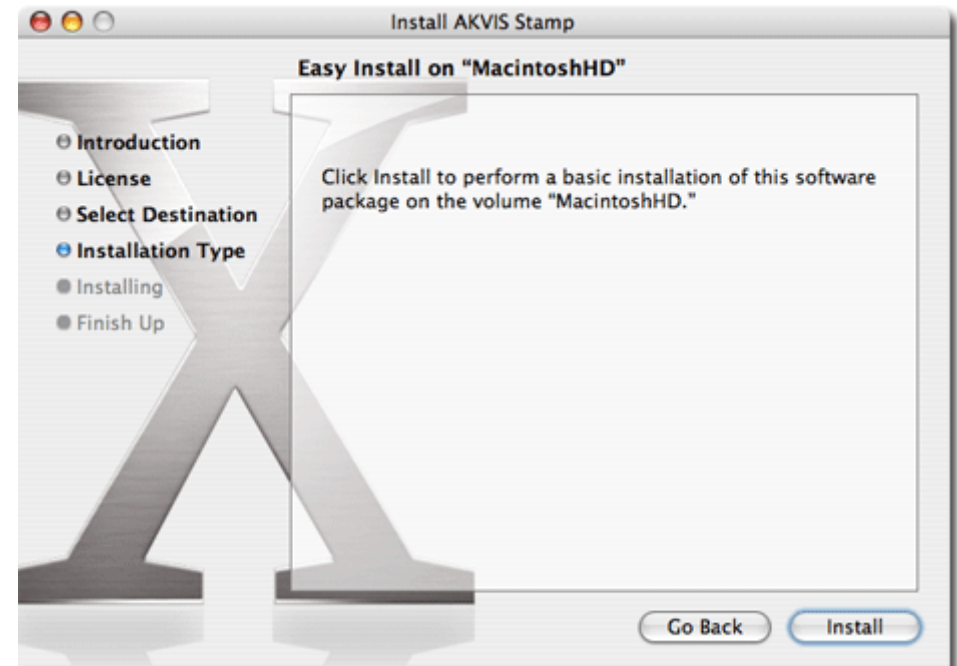 Install AKVIS Stamp
Easy Install on “MacintoshHD”
Introduction
License
Select Destination
Installation Type
Installing
Finish Up
Click Install to perform a basic installation of this software
package on the volume “MacintoshHD.”
Go Back
Install